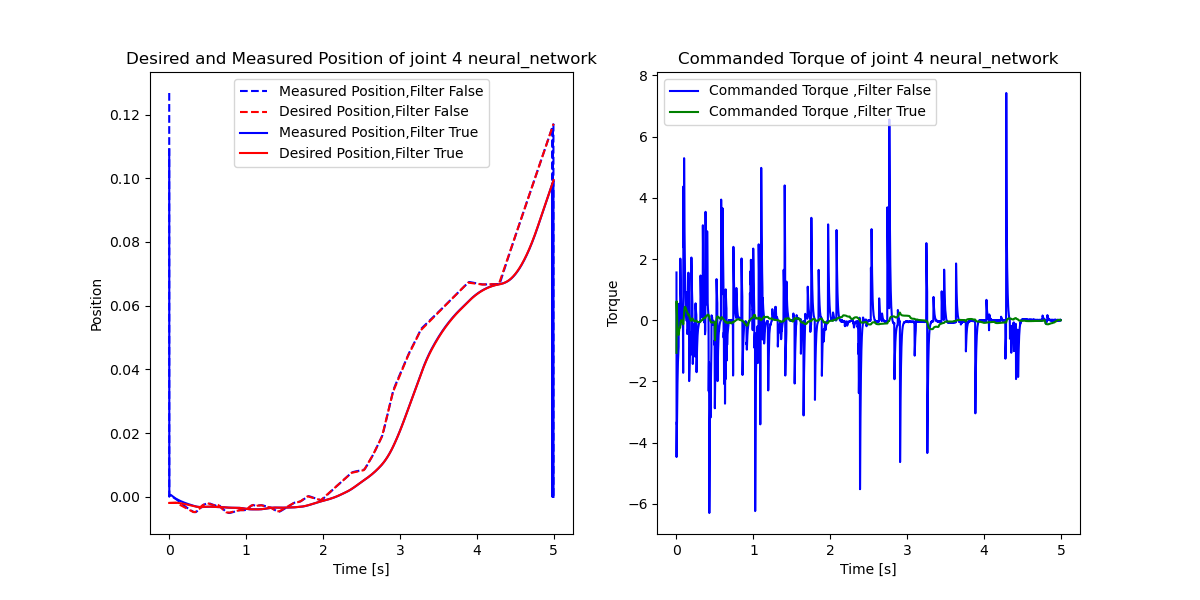 Desired and Measured Position of joint 4 neural_network
Measured Position,Filter False
Desired Position,Filter False
Measured Position,Filter True
Desired Position,Filter True
0.12
0.10
0.08
0.06
0.04
0.02
0.00
Position
0 1 2 3 4 5
Time [s]
Commanded Torque of joint 4 neural_network
Commanded Torque ,Filter False
Commanded Torque ,Filter True
8
6
4
2
0
−2
−4
−6
Torque
0 1 2 3 4 5
Time [s]